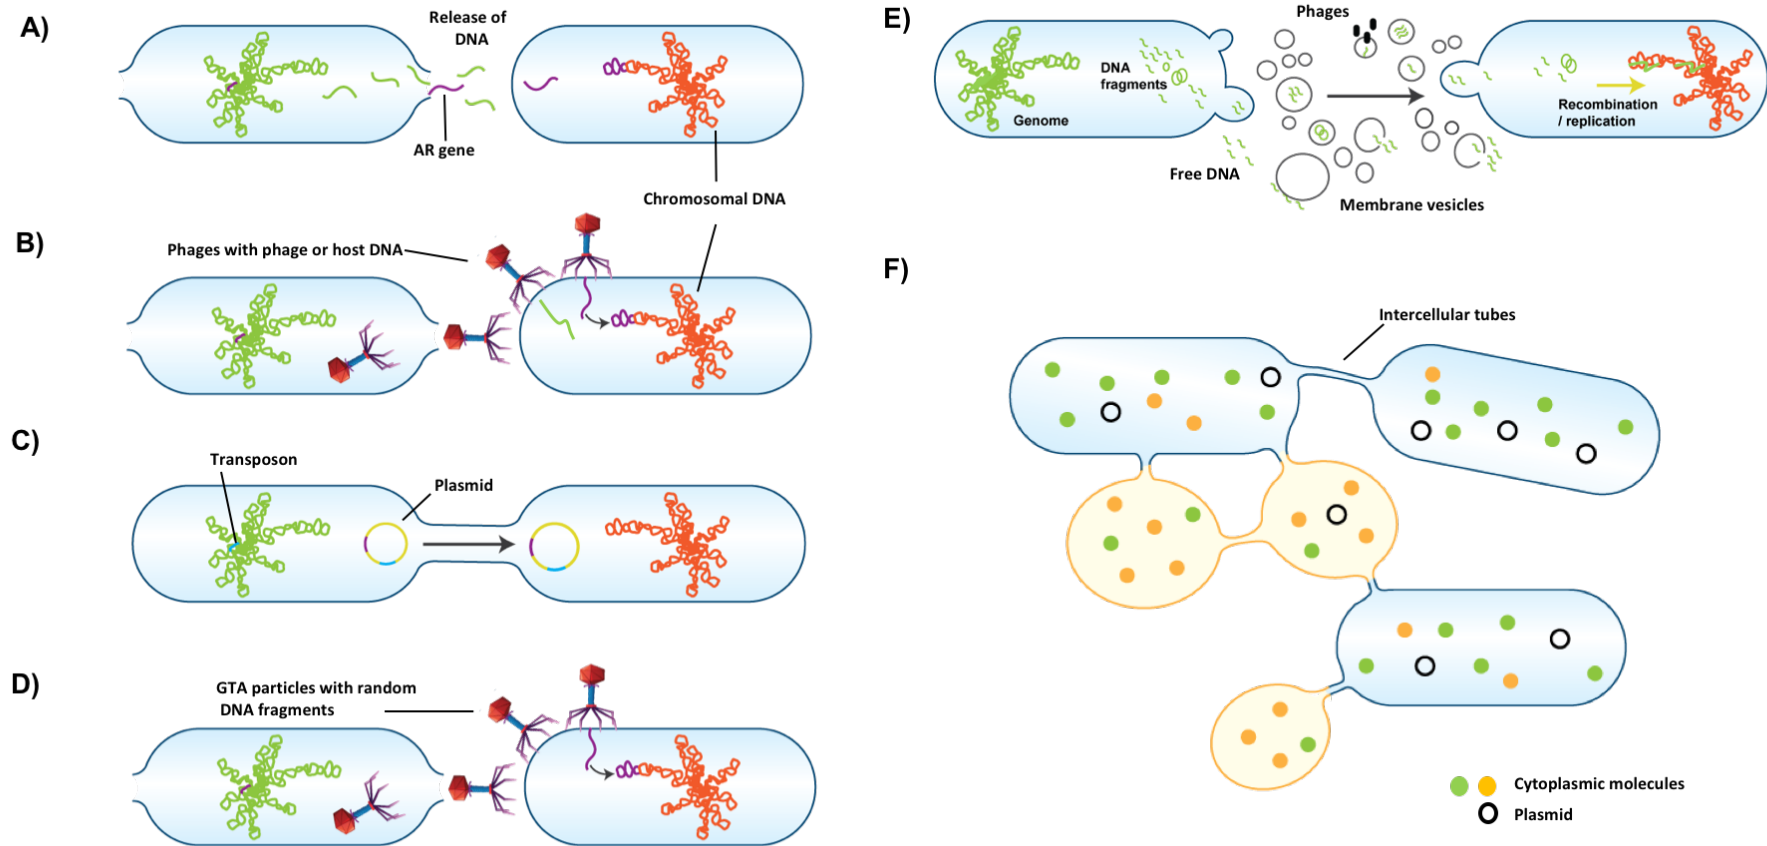 A)
Release of
DNA
AR gene
Chromosomal DNA
B)
Phages with phage or host DNA
C)
Transposon
Plasmid
D)
GTA particles with random
DNA fragments
E)
Phages
DNA
fragments
Genome
Recombination
/ replication
Free DNA
Membrane vesicles
F)
Intercellular tubes
Cytoplasmic molecules
Plasmid